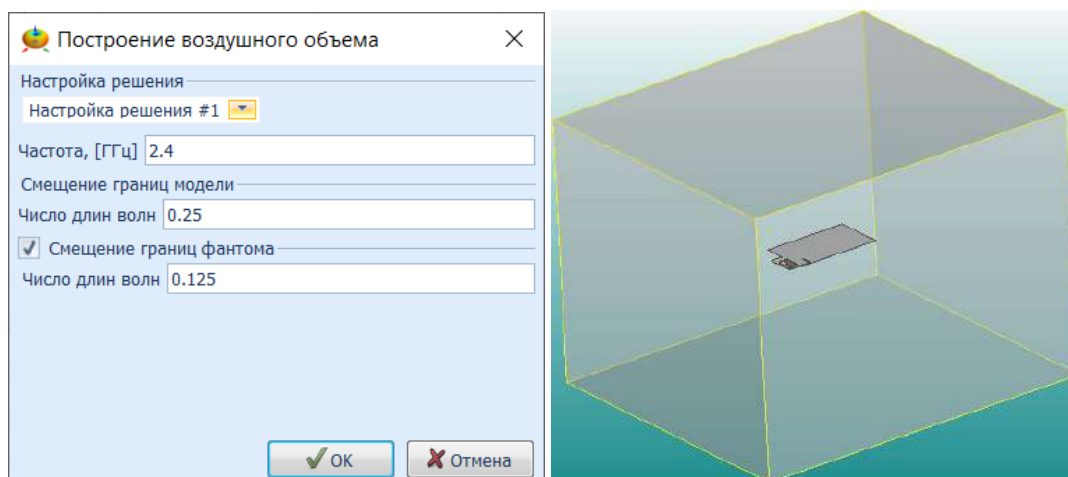 Построение воздушного объема
Настройка решения
Настройка решения #1
Частота, [ГГц] 2.4
Смещение границ модели
Число длин волн 0.25
Смещение границ фантома
Число длин волн 0.125
OK
Отмена